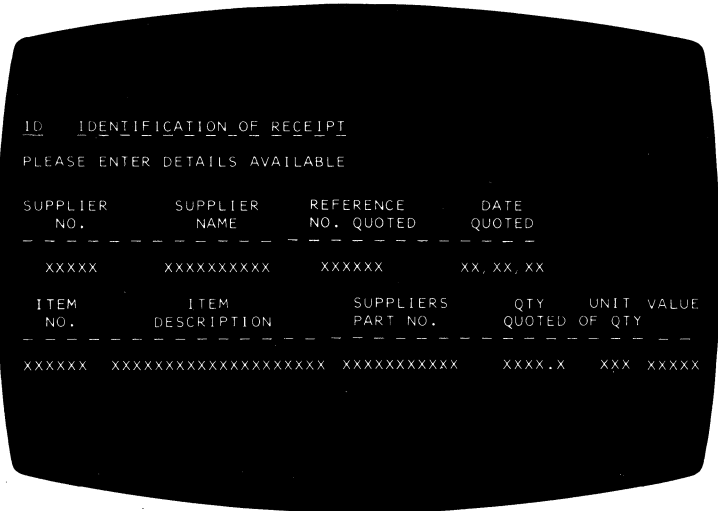 1D IDENTIFICATION OF RECEIPT
PLEASE ENTER DETAILS AVAILABLE
SUPPLIER SUPPLIER REFERENCE DATE
NO. NAME NO. QUOTED QUOTED
XXXXX XXXXXXXXXX XXXXXX XX,XX,XX
ITEM ITEM SUPPLIERS QTY UNIT VALUE
NO. DESCRIPTION PART NO. QUOTED OF QTY
XXXXXX XXXXXXXXXXXXXXXXXXXX XXXXXXXXXXX XXXX.X XXX XXXXX